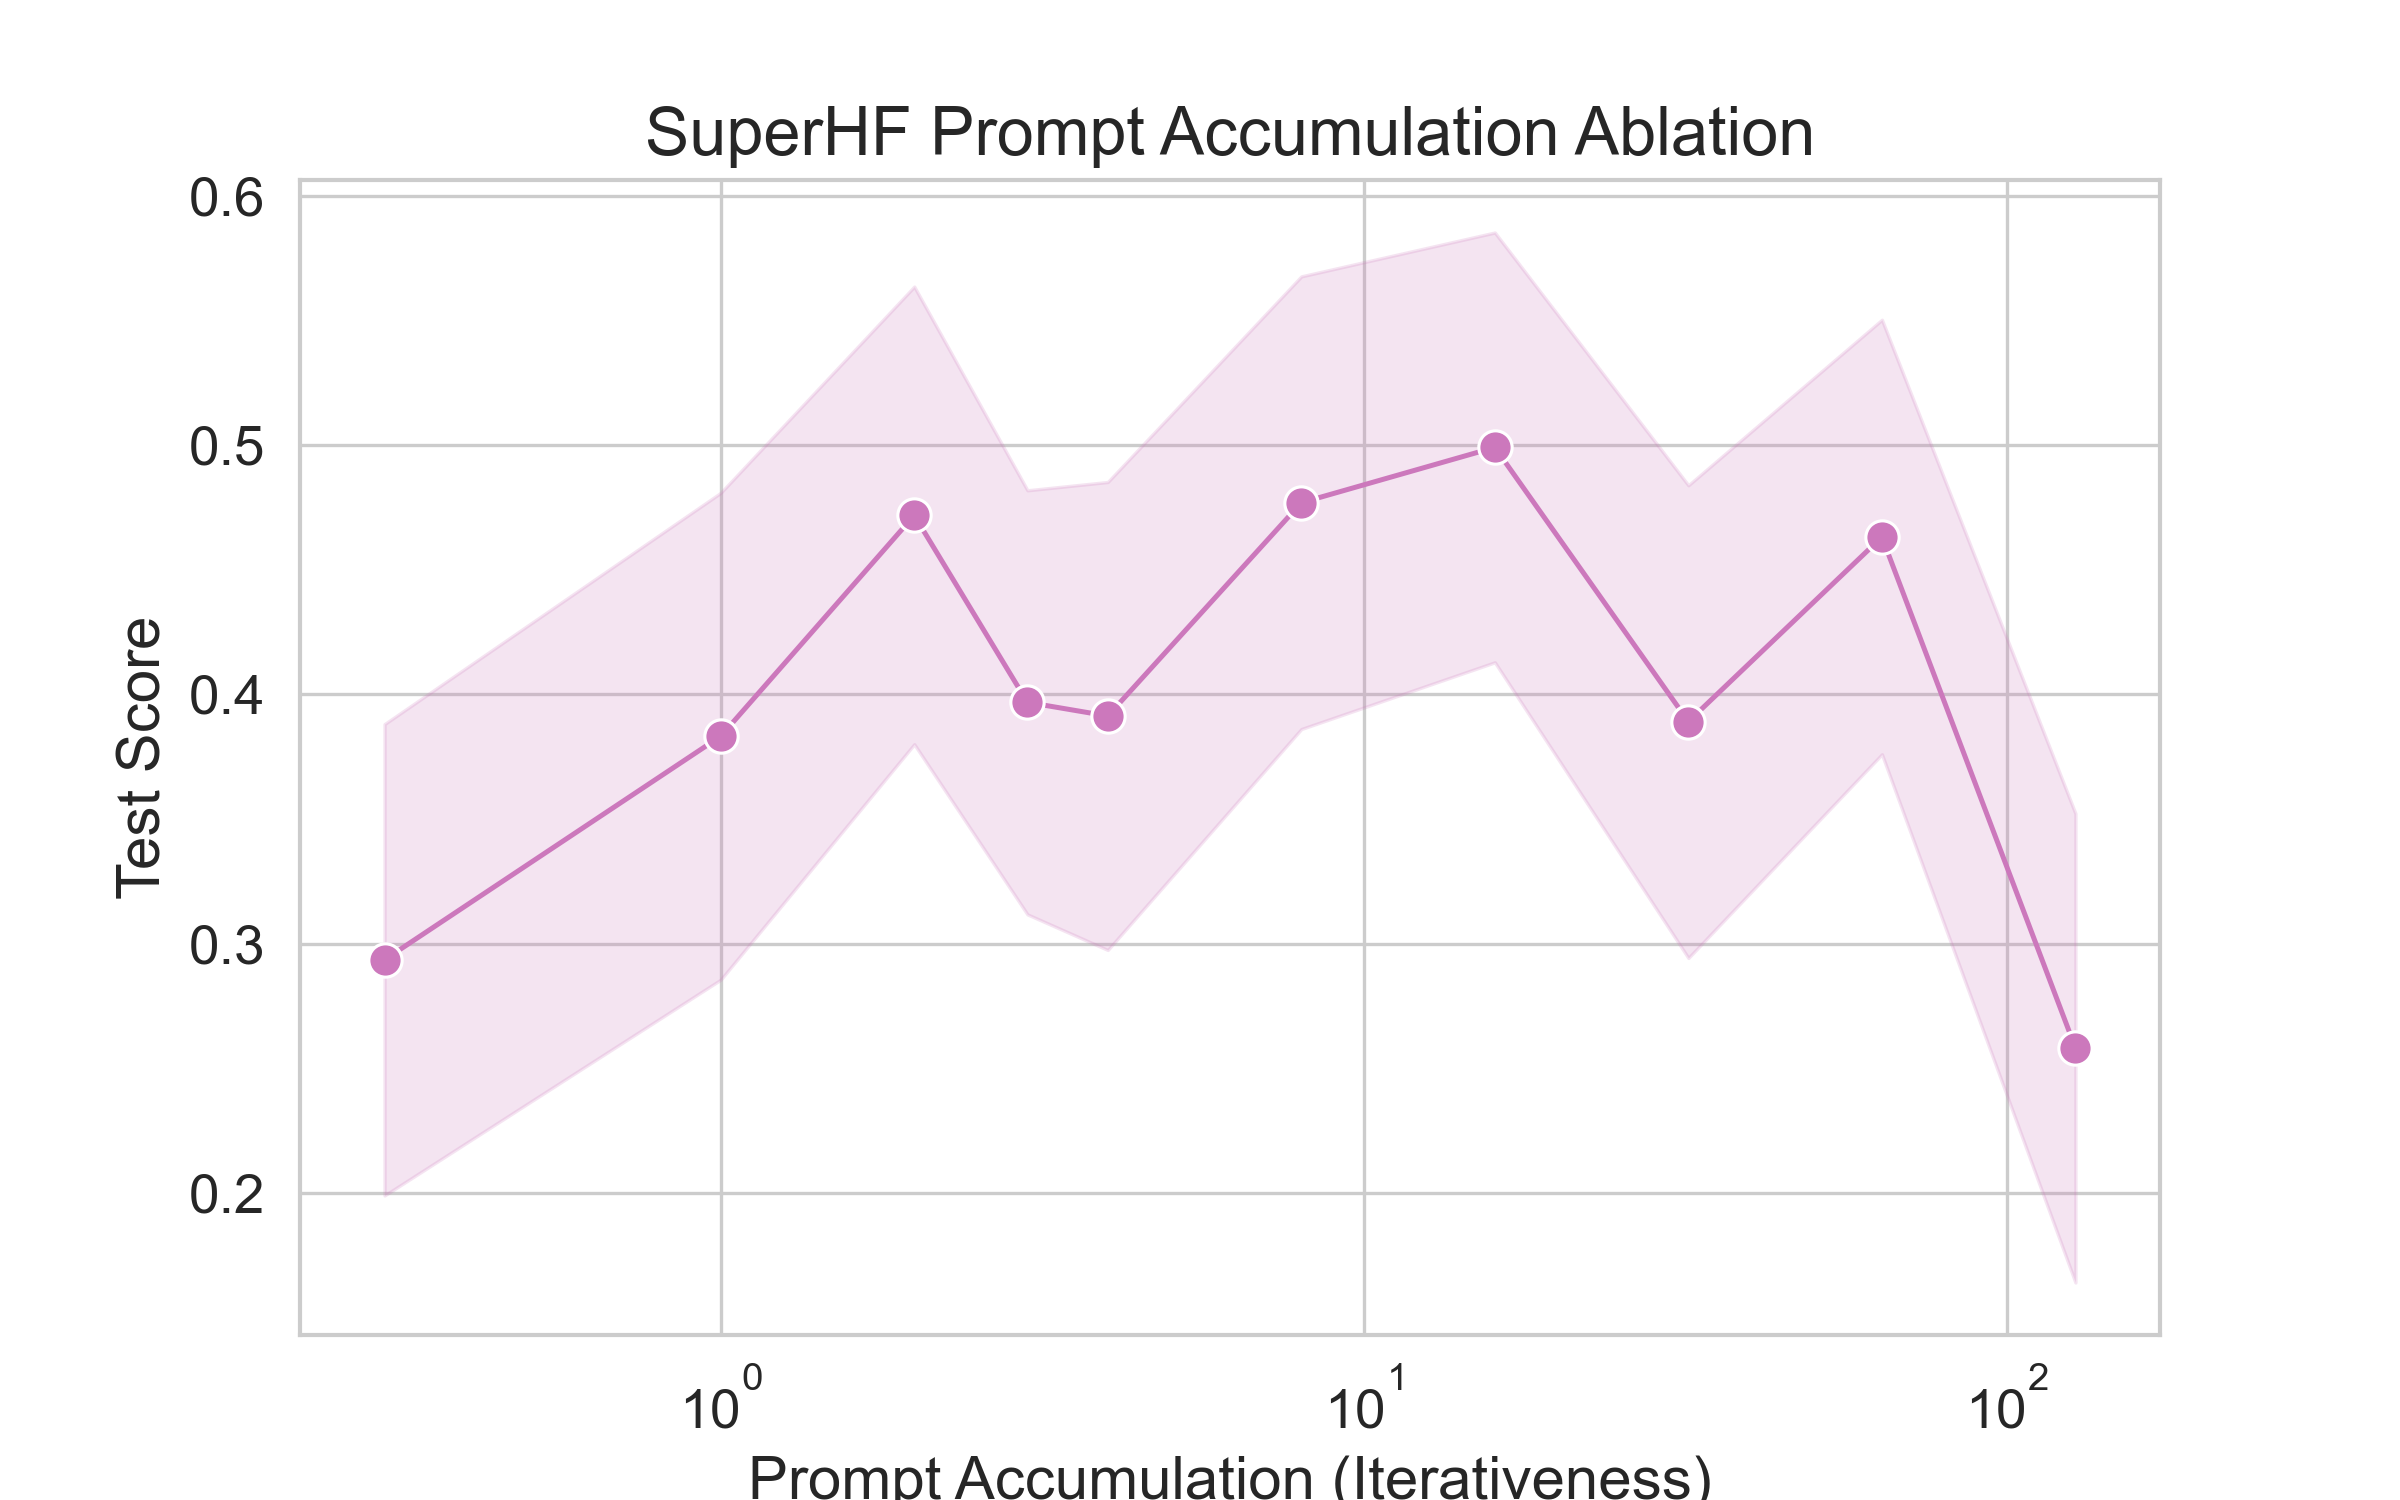 SuperHF Prompt Accumulation Ablation
0.6
0.5
0.4
0.3
0.2
Test Score
10^0
10^1
10^2
Prompt Accumulation (Iterativeness)